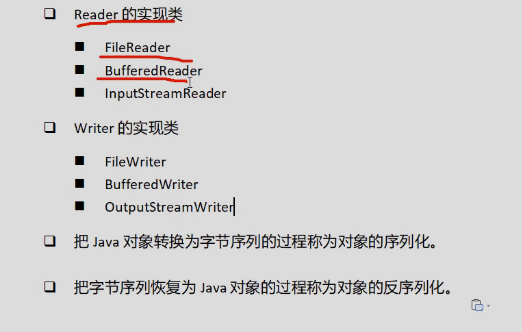 Reader 的实现类
FileReader
BufferedReader
InputStreamReader
Writer 的实现类
FileWriter
BufferedWriter
OutputStreamWriter
把 Java 对象转换为字节序列的过程称为对象的序列化。
把字节序列恢复为 Java 对象的过程称为对象的反序列化。